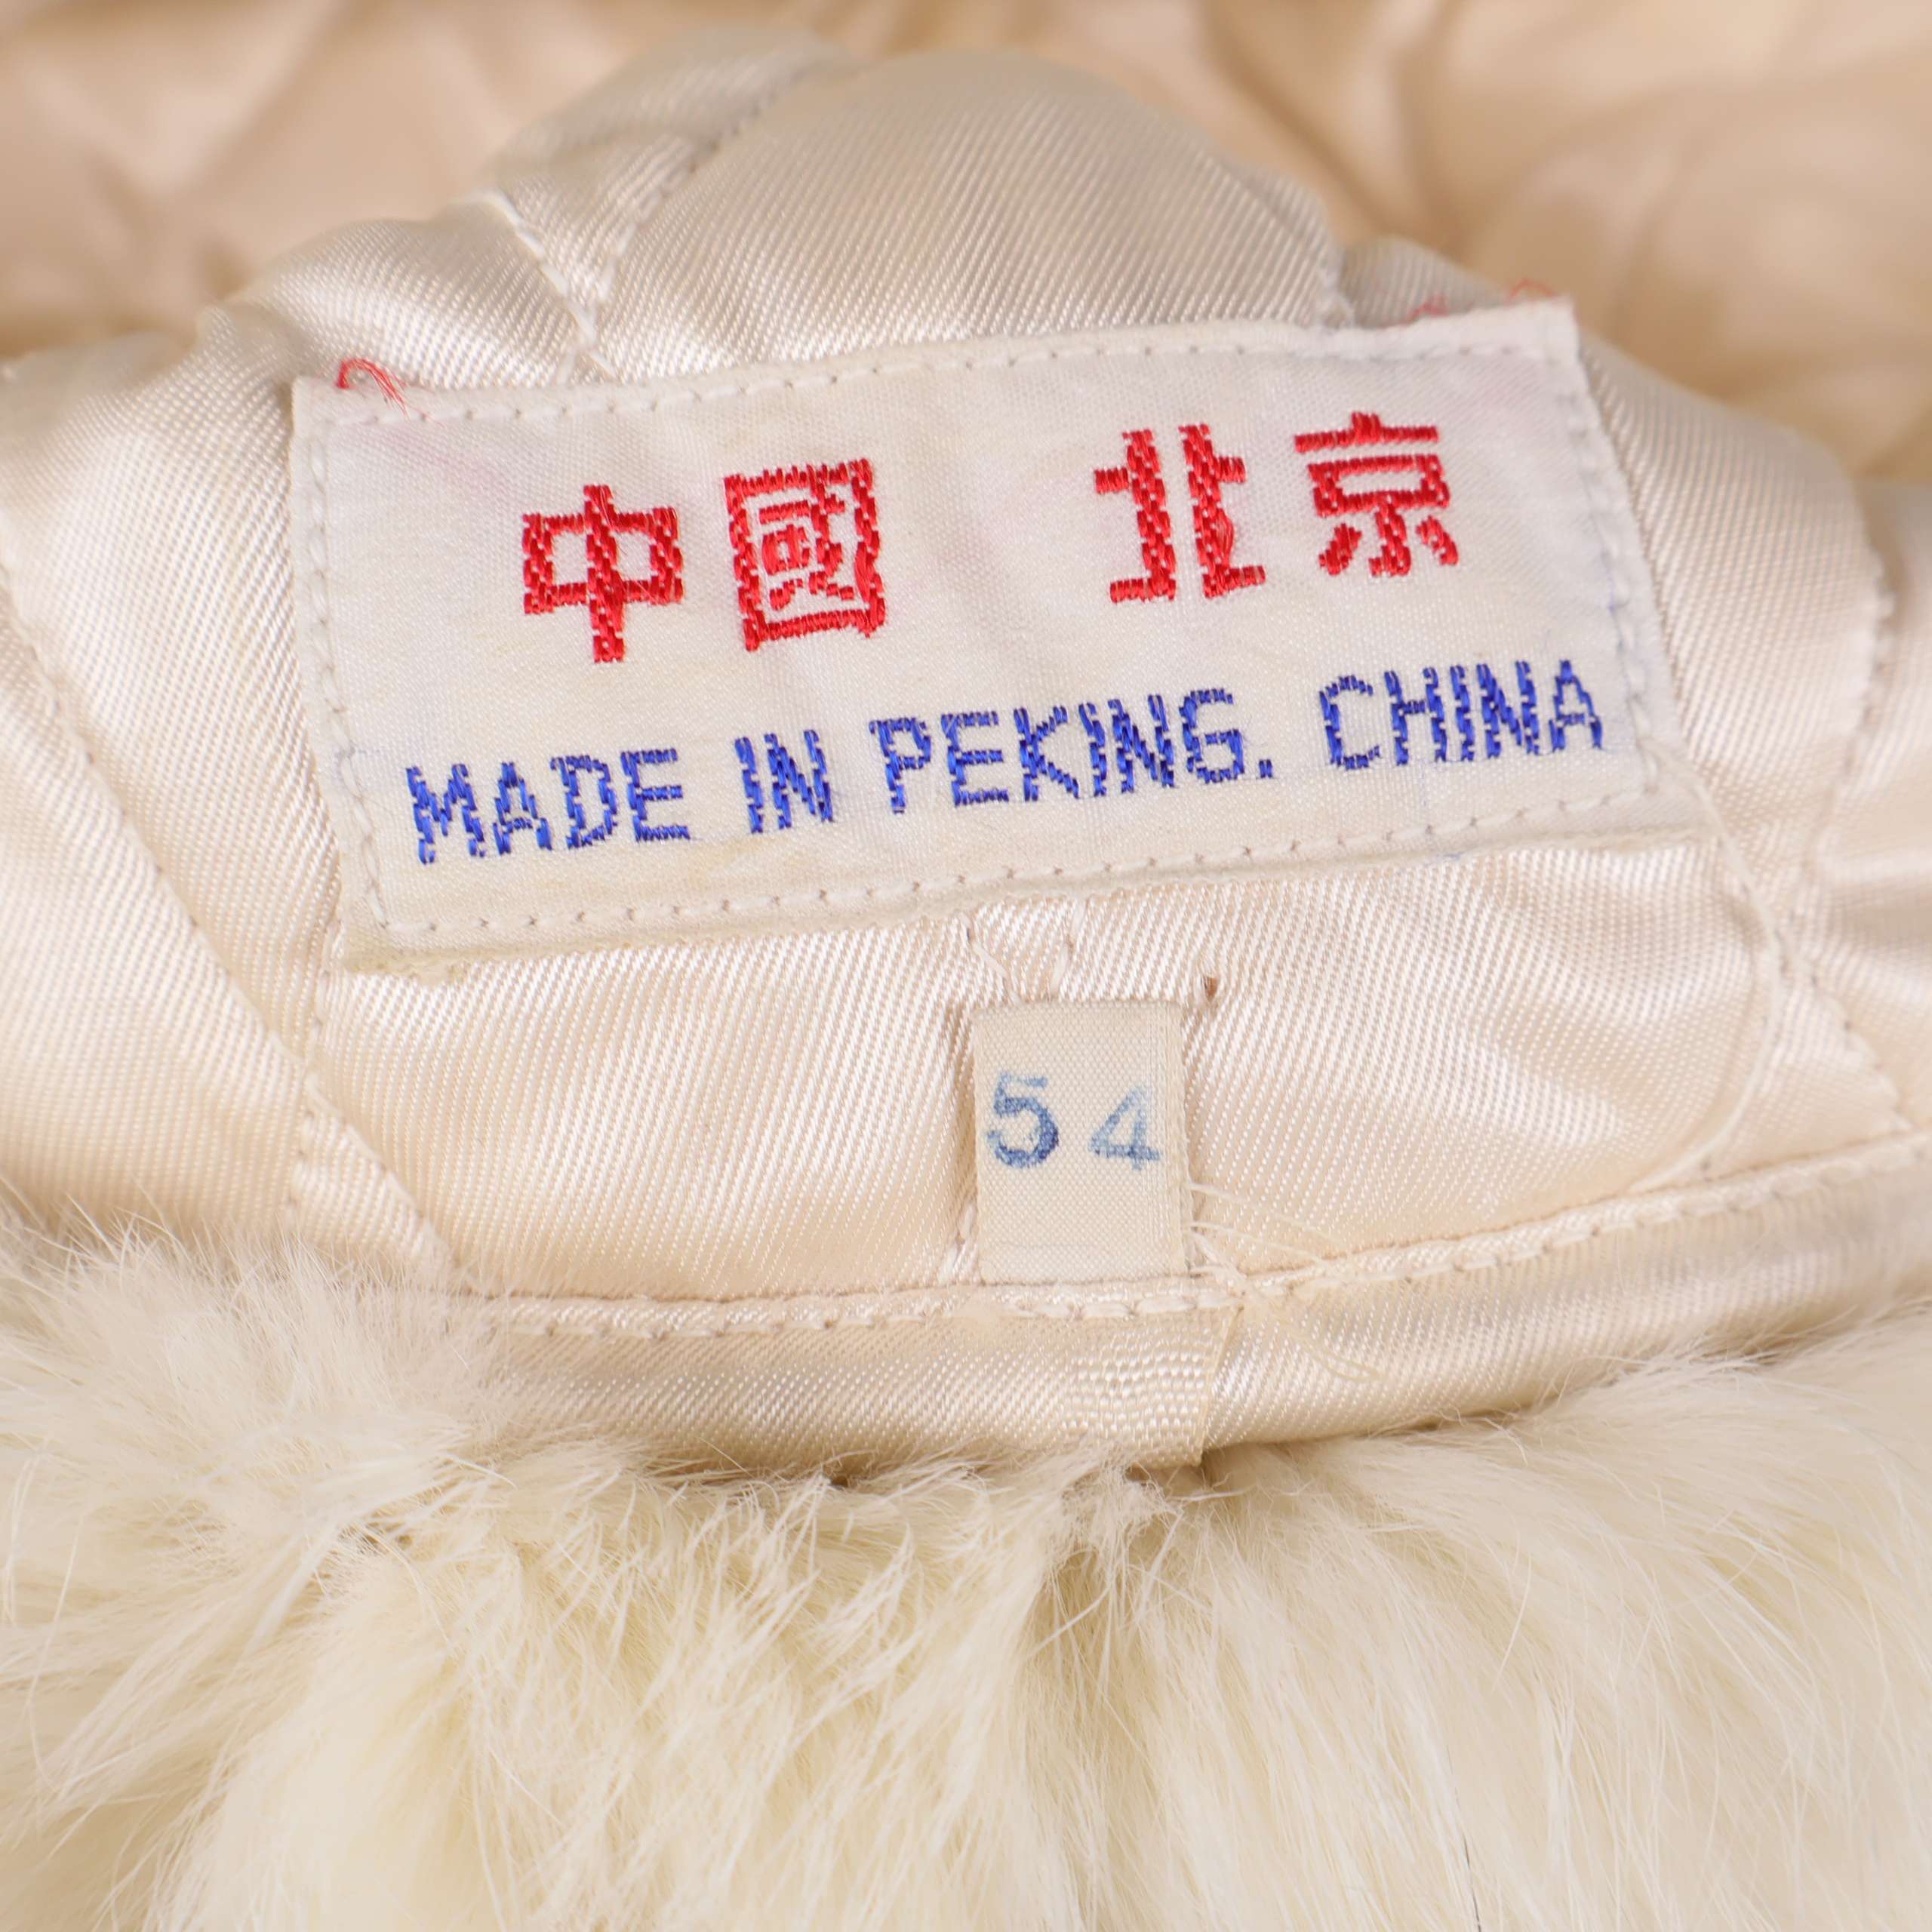 中國 北京
MADE IN PEKING. CHINA
54